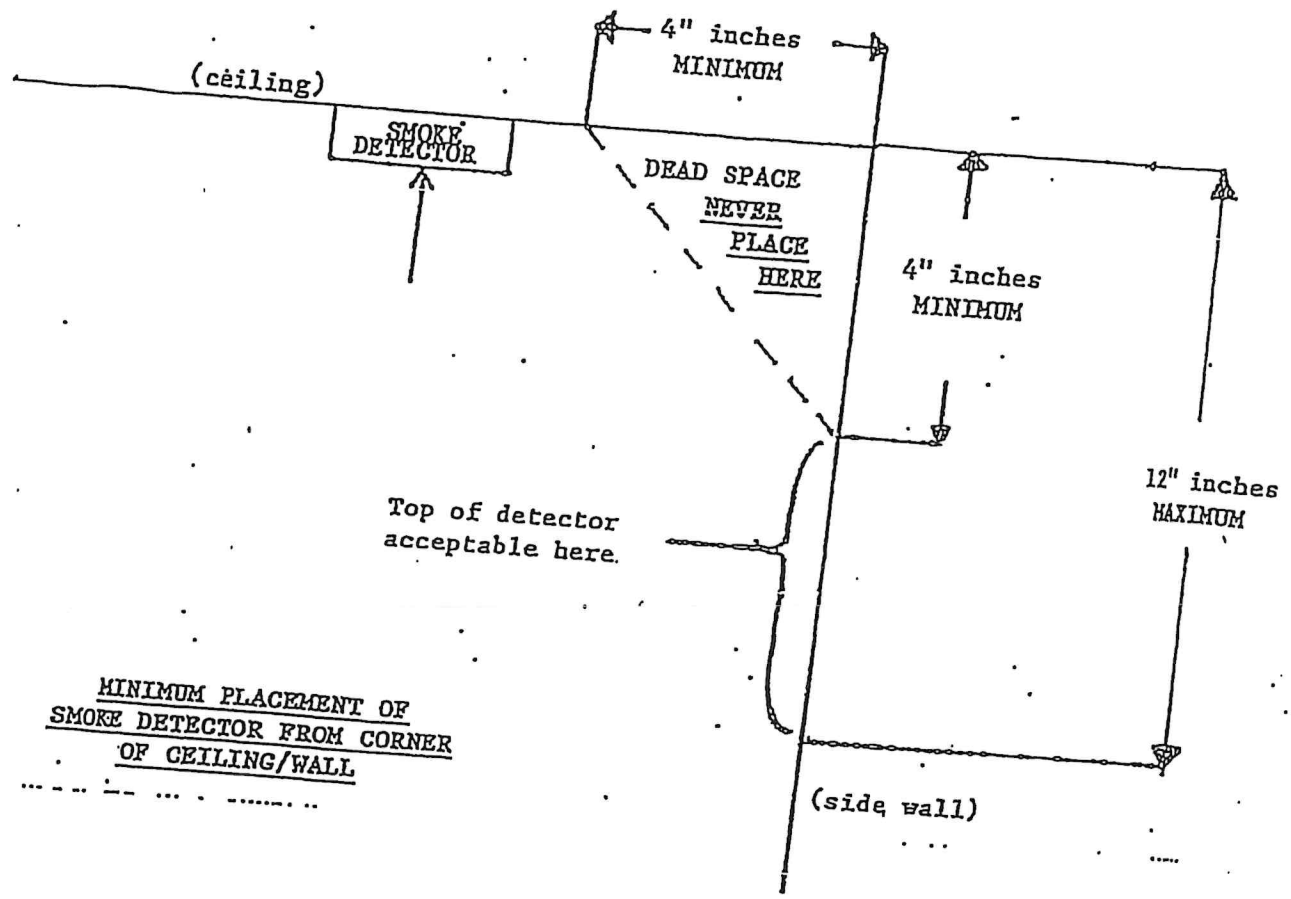 4" inches
MINIMUM
(ceiling)
SMOKE
DETECTOR
DEAD SPACE
NEVER
PLACE
HERE
4" inches
MINIMUM
12" inches
MAXIMUM
Top of detector
acceptable here.
MINIMUM PLACEMENT OF
SMOKE DETECTOR FROM CORNER
OF CEILING/WALL
(side wall)